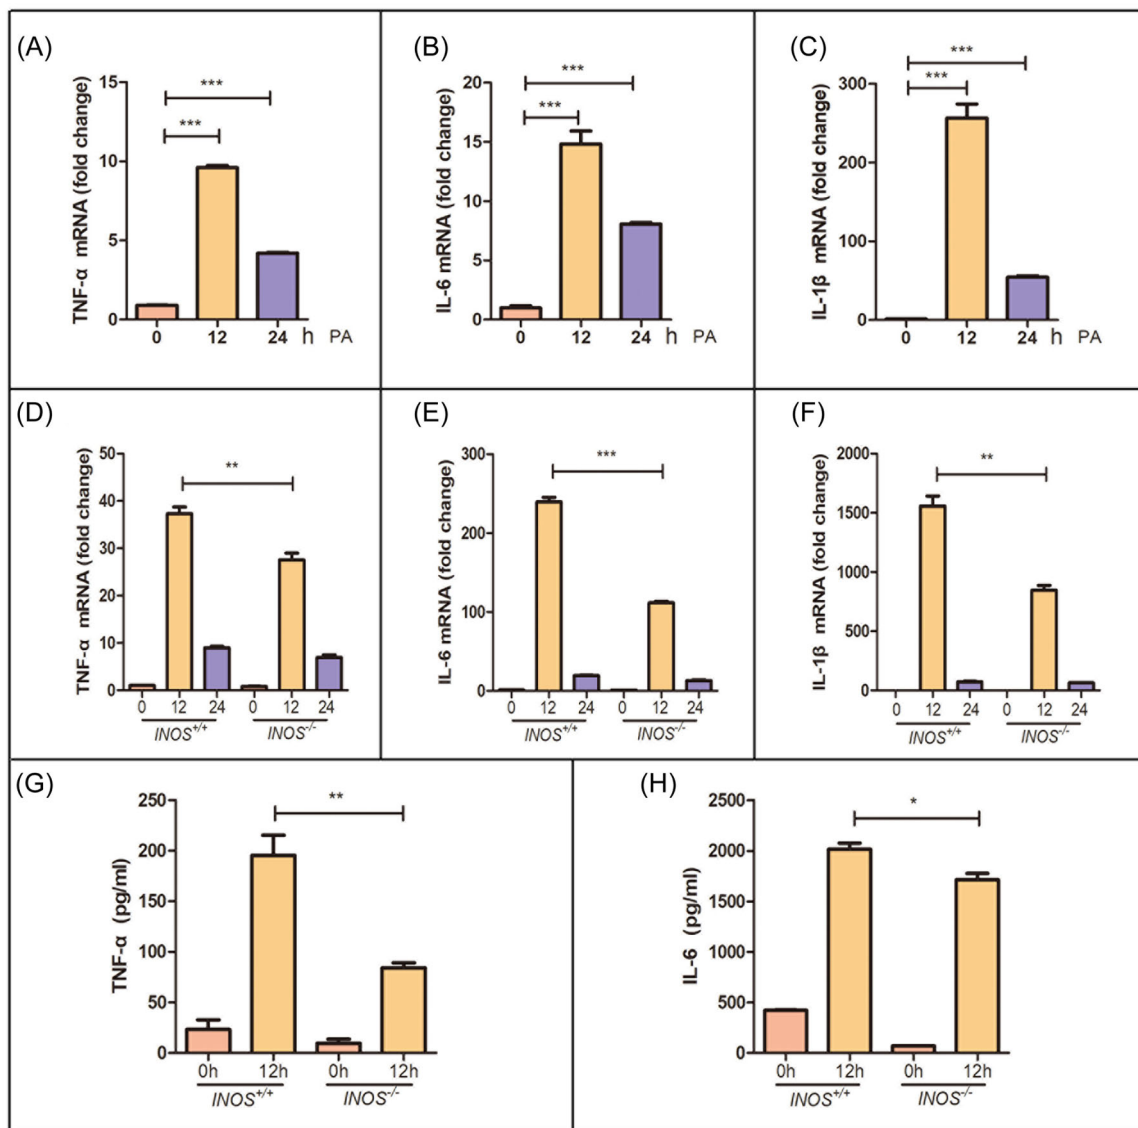 (A)
TNF-α mRNA (fold change)
15
10
5
0
***
***
0 12 24 h PA
(B)
IL-6 mRNA (fold change)
20
15
10
5
0
***
***
0 12 24 h PA
(C)
IL-1β mRNA (fold change)
300
200
100
0
***
***
0 12 24 h PA
(D)
TNF-α mRNA (fold change)
50
40
30
20
10
0
**
0 12 24 0 12 24
INOS+/+ INOS-/-
(E)
IL-6 mRNA (fold change)
300
200
100
0
***
0 12 24 0 12 24
INOS+/+ INOS-/-
(F)
IL-1β mRNA (fold change)
2000
1500
1000
500
0
**
0 12 24 0 12 24
INOS+/+ INOS-/-
(G)
TNF-α (pg/ml)
250
200
150
100
50
0
**
0h 12h 0h 12h
INOS+/+ INOS-/-
(H)
IL-6 (pg/ml)
2500
2000
1500
1000
500
0
*
0h 12h 0h 12h
INOS+/+ INOS-/-